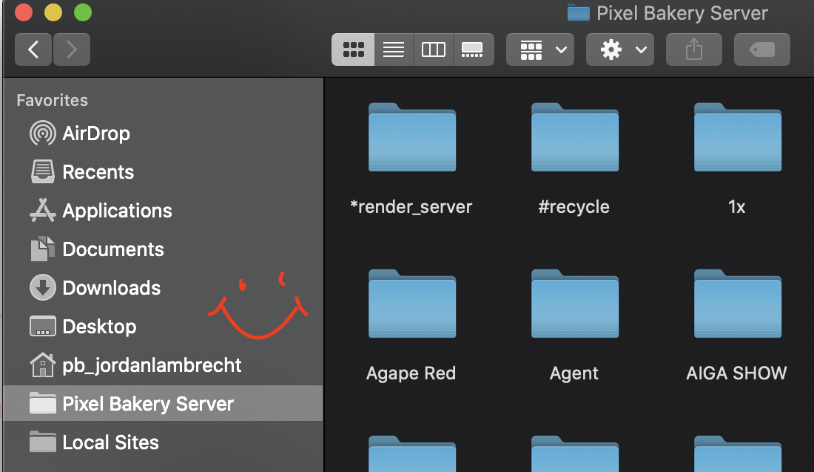 Pixel Bakery Server
Favorites
AirDrop
Recents
Applications
Documents
Downloads
Desktop
pb_jordanlambrecht
Pixel Bakery Server
Local Sites
*render_server
#recycle
1x
Agape Red
Agent
AIGA SHOW